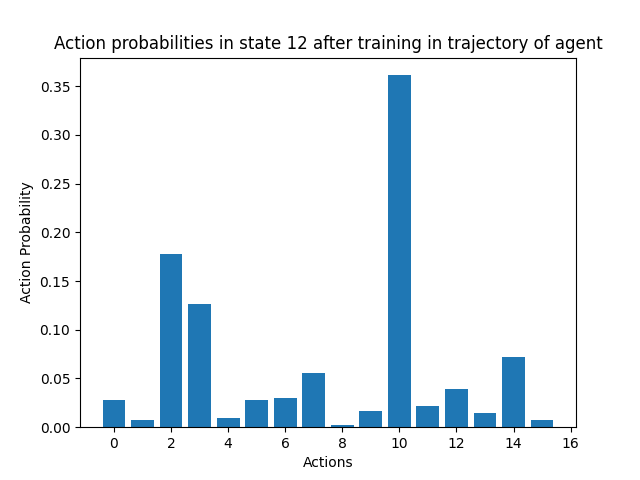 Action probabilities in state 12 after training in trajectory of agent
0.35
0.30
0.25
0.20
0.15
0.10
0.05
0.00
Action Probability
0 2 4 6 8 10 12 14 16
Actions